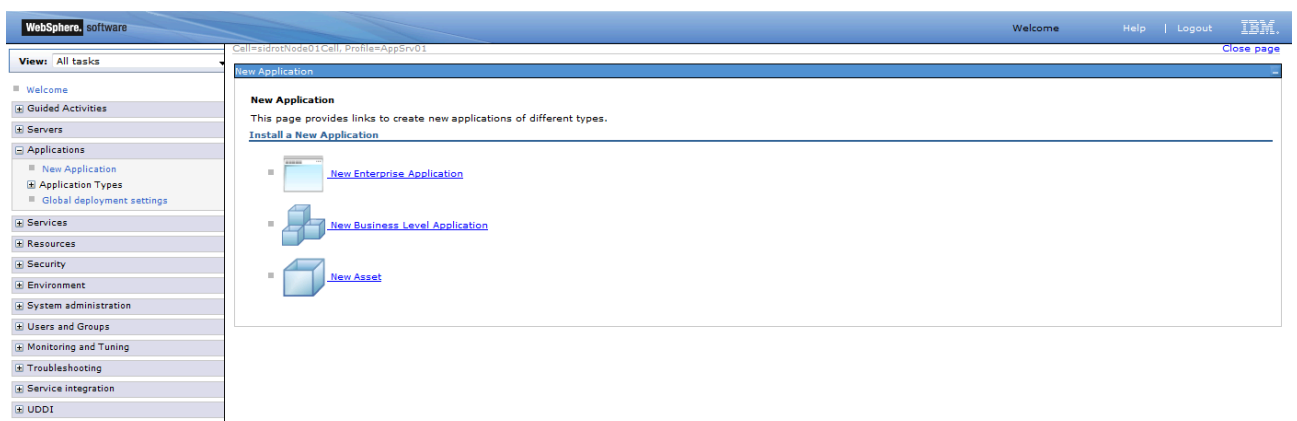 WebSphere. software
Welcome Help | Logout IBM.
Cell=sidrotNode01Cell, Profile=AppSrv01
Close page
View: All tasks
Welcome
Guided Activities
Servers
Applications
New Application
Application Types
Global deployment settings
Services
Resources
Security
Environment
System administration
Users and Groups
Monitoring and Tuning
Troubleshooting
Service integration
UDDI
New Application
New Application
This page provides links to create new applications of different types.
Install a New Application
New Enterprise Application
New Business Level Application
New Asset